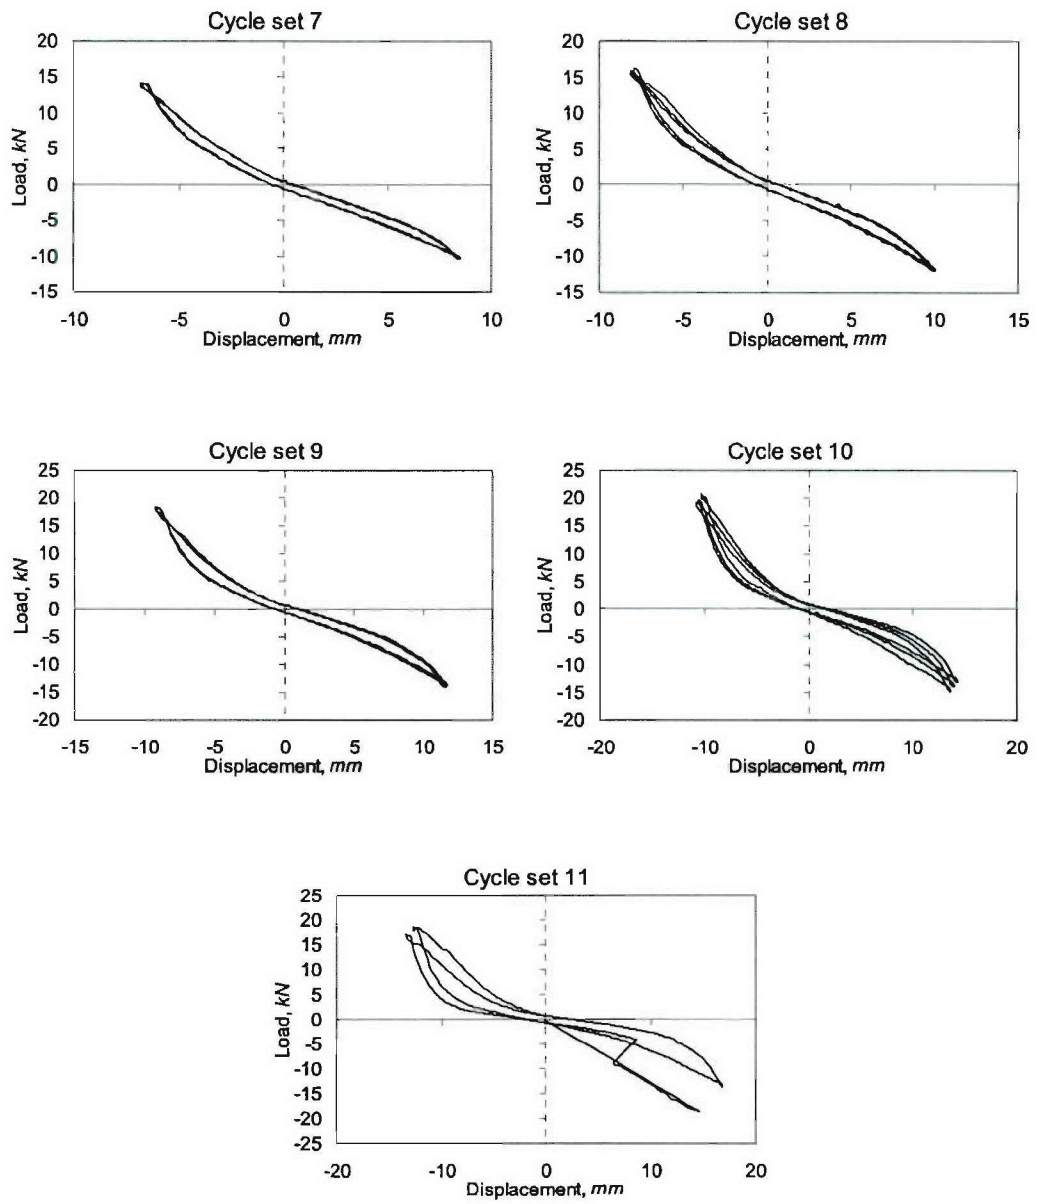 Cycle set 7
20
15
10
5
0
-5
-10
-15
Load, kN
-10 -5 0 5 10
Displacement, mm
Cycle set 8
20
15
10
5
0
-5
-10
-15
Load, kN
-10 -5 0 5 10 15
Displacement, mm
Cycle set 9
25
20
15
10
5
0
-5
-10
-15
-20
Load, kN
-15 -10 -5 0 5 10 15
Displacement, mm
Cycle set 10
25
20
15
10
5
0
-5
-10
-15
-20
Load, kN
-20 -10 0 10 20
Displacement, mm
Cycle set 11
25
20
15
10
5
0
-5
-10
-15
-20
-25
Load, kN
-20 -10 0 10 20
Displacement, mm